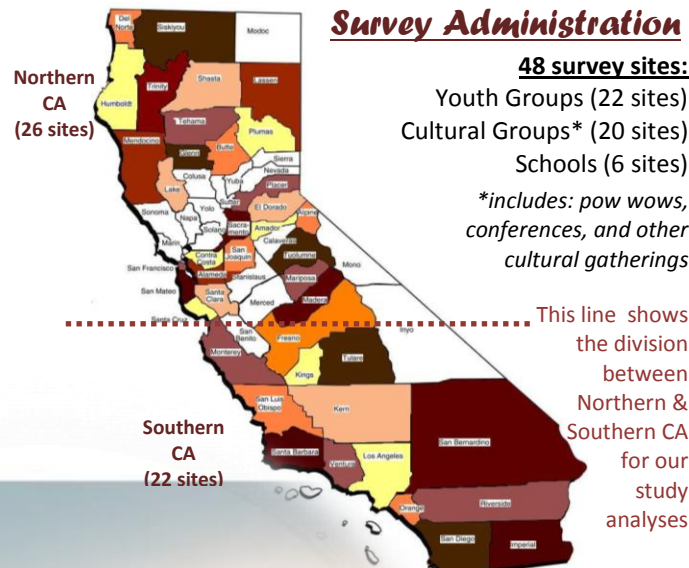 Survey Administration
48 survey sites:
Youth Groups (22 sites)
Cultural Groups* (20 sites)
Schools (6 sites)
*includes: pow wows,
conferences, and other
cultural gatherings
This line shows
the division
between
Northern &
Southern CA
for our
study
analyses
Northern
CA
(26 sites)
Southern
CA
(22 sites)
Del
Norte
Siskiyou
Modoc
Humboldt
Trinity
Shasta
Lassen
Tehama
Plumas
Mendocino
Glenn
Butte
Sierra
Nevada
Colusa
Yuba
Placer
Lake
Sutter
El Dorado
Alpine
Sonoma
Napa
Yolo
Sacra-
mento
Amador
Solano
Calaveras
Marin
Contra
Costa
San
Joaquin
Tuolumne
Mono
San Francisco
Alameda
Stanislaus
Mariposa
San Mateo
Santa
Clara
Merced
Madera
Santa Cruz
San
Benito
Fresno
Inyo
Monterey
Kings
Tulare
San Luis
Obispo
Kern
San Bernardino
Santa Barbara
Ventura
Los Angeles
Orange
Riverside
San Diego
Imperial